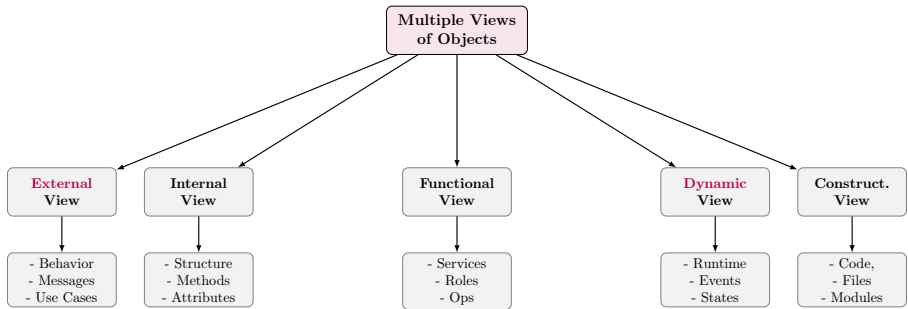 Multiple Views
of Objects
External
View
Internal
View
Functional
View
Dynamic
View
Construct.
View
- Behavior
- Messages
- Use Cases
- Structure
- Methods
- Attributes
- Services
- Roles
- Ops
- Runtime
- Events
- States
- Code,
- Files
- Modules